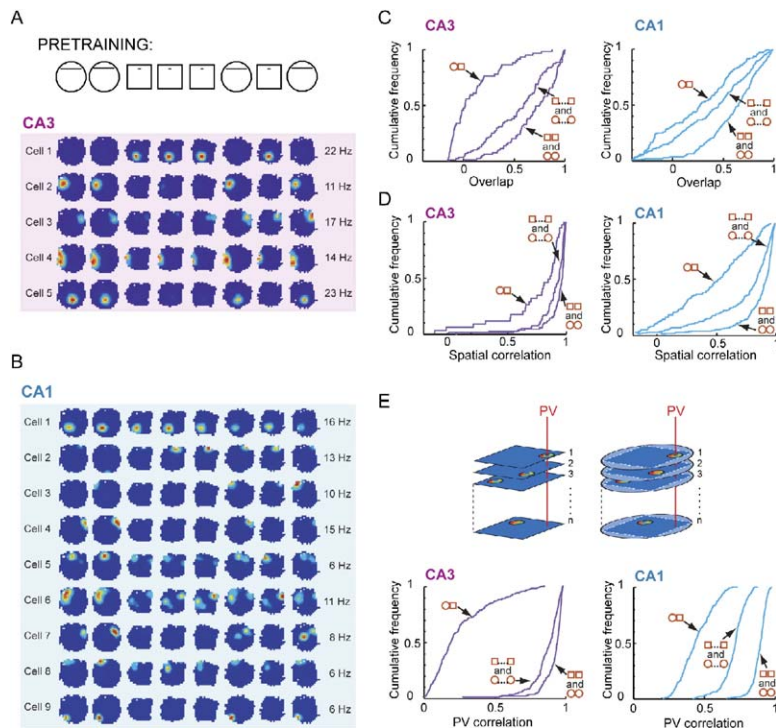 A
PRETRAINING:
CA3
Cell 1 22 Hz
Cell 2 11 Hz
Cell 3 17 Hz
Cell 4 14 Hz
Cell 5 23 Hz
B
CA1
Cell 1 16 Hz
Cell 2 13 Hz
Cell 3 10 Hz
Cell 4 15 Hz
Cell 5 6 Hz
Cell 6 11 Hz
Cell 7 8 Hz
Cell 8 6 Hz
Cell 9 6 Hz
C
CA3
Cumulative frequency
1
0.5
0 0.5 1
Overlap
and
and
CA1
Cumulative frequency
1
0.5
0 0.5 1
Overlap
and
and
D
CA3
Cumulative frequency
1
0.5
0 0.5 1
Spatial correlation
and
and
CA1
Cumulative frequency
1
0.5
0.5 1
Spatial correlation
and
and
E
PV
1
2
3
n
PV
1
2
3
n
CA3
Cumulative frequency
1
0.5
0 0.5 1
PV correlation
and
and
CA1
Cumulative frequency
1
0.5
0 0.5 1
PV correlation
and
and